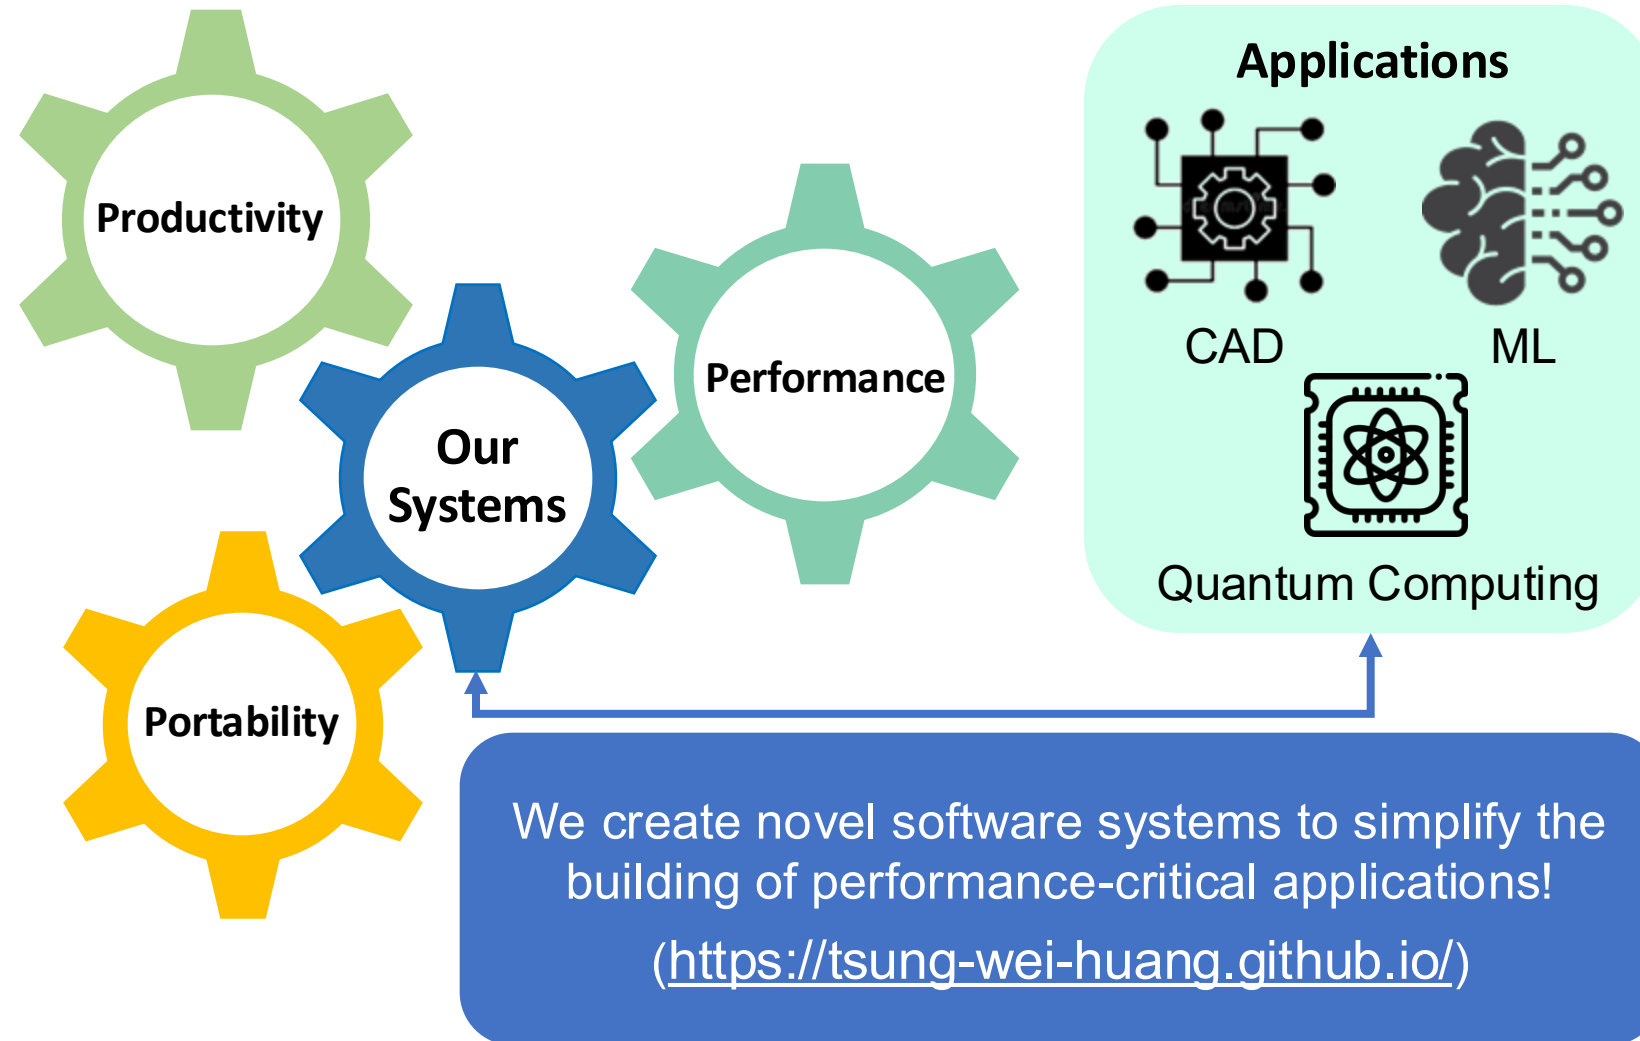 Productivity
Our
Systems
Performance
Portability
Applications
CAD
ML
Quantum Computing
We create novel software systems to simplify the
building of performance-critical applications!
(https://tsung-wei-huang.github.io/)